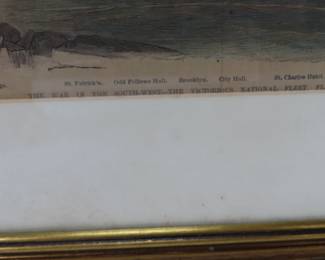 St. Patrick's. Odd Fellows Hall. Brooklyn. City Hall. St. Charles Hotel
THE WAR IN THE SOUTH-WEST—THE VICTORIOUS NATIONAL FLEET